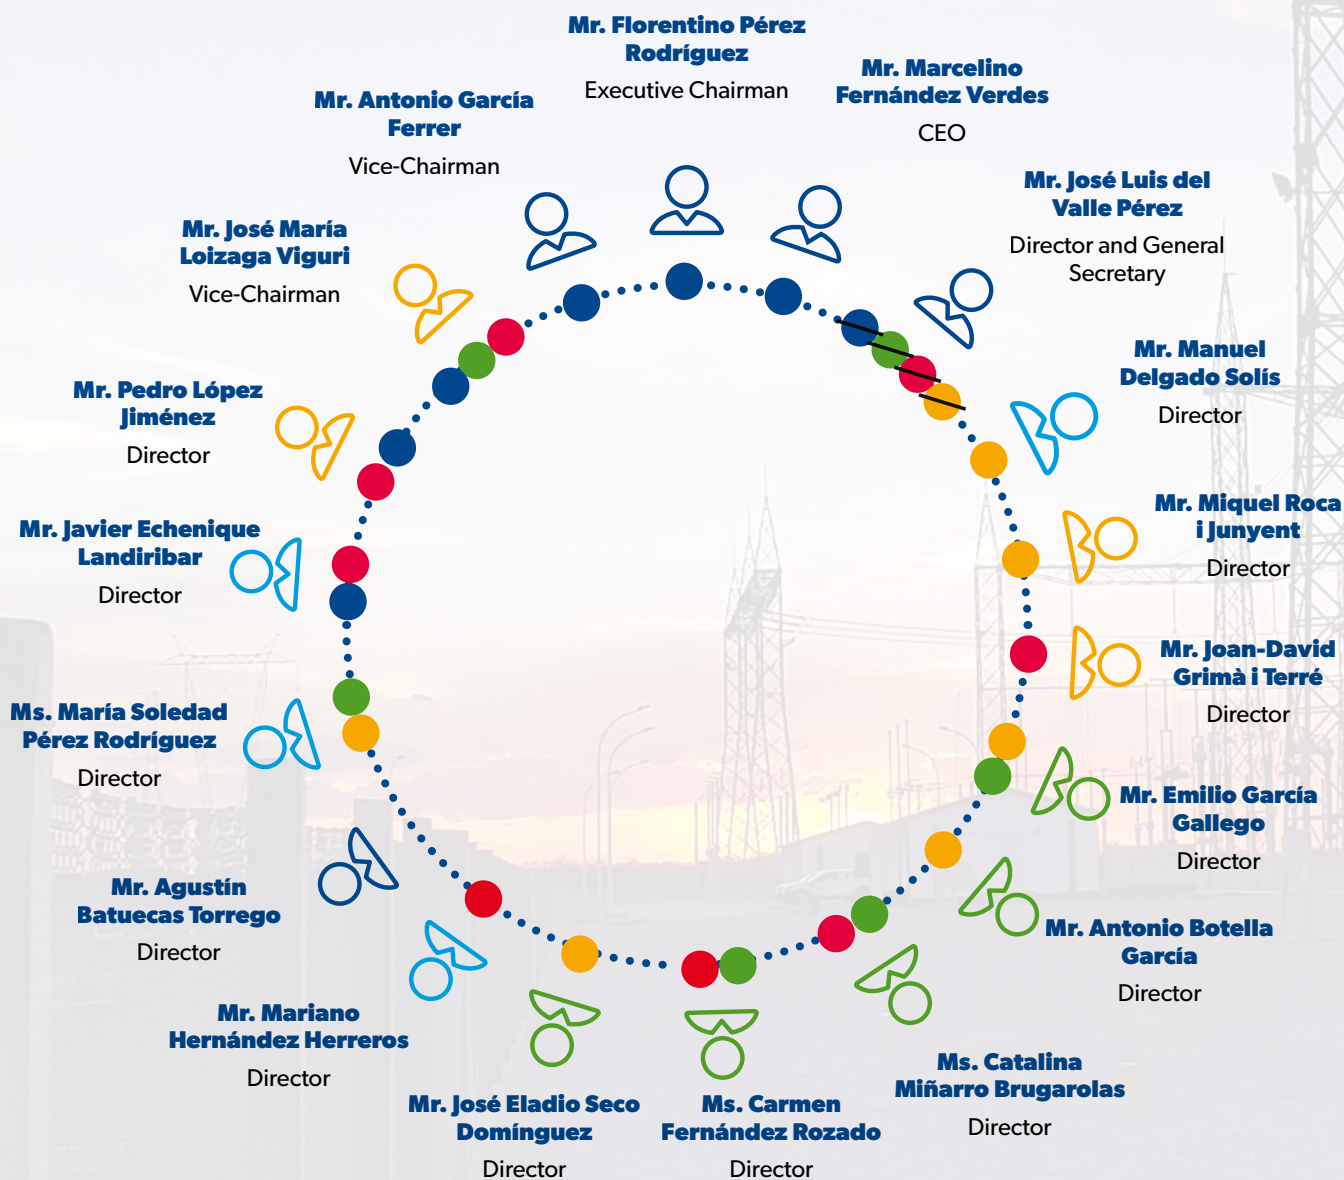 Mr. Florentino Pérez
Rodríguez
Executive Chairman
Mr. Marcelino
Fernández Verdes
CEO
Mr. José Luis del
Valle Pérez
Director and General
Secretary
Mr. Manuel
Delgado Solís
Director
Mr. Miquel Roca
i Junyent
Director
Mr. Joan-David
Grimà i Terré
Director
Mr. Emilio García
Gallego
Director
Mr. Antonio Botella
García
Director
Ms. Catalina
Miñarro Brugarolas
Director
Ms. Carmen
Fernández Rozado
Director
Mr. José Eladio Seco
Domínguez
Director
Mr. Mariano
Hernández Herreros
Director
Mr. Agustín
Batuecas Torrego
Director
Ms. María Soledad
Pérez Rodríguez
Director
Mr. Javier Echenique
Landiribar
Director
Mr. Pedro López
Jiménez
Director
Mr. José María
Loizaga Viguri
Vice-Chairman
Mr. Antonio García
Ferrer
Vice-Chairman